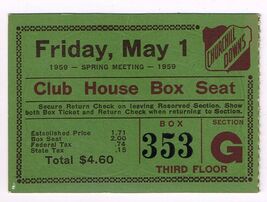 Friday, May 1
1959 — SPRING MEETING — 1959
CHURCHILL
DOWNS
Club House Box Seat
Secure Return Check on leaving Reserved Section. Show
both Box Ticket and Return Check when returning to Section.
Established Price 1.71
Box Seat 2.00
Federal Tax .74
State Tax .15
Total $4.60
BOX
353
SECTION
G
THIRD FLOOR